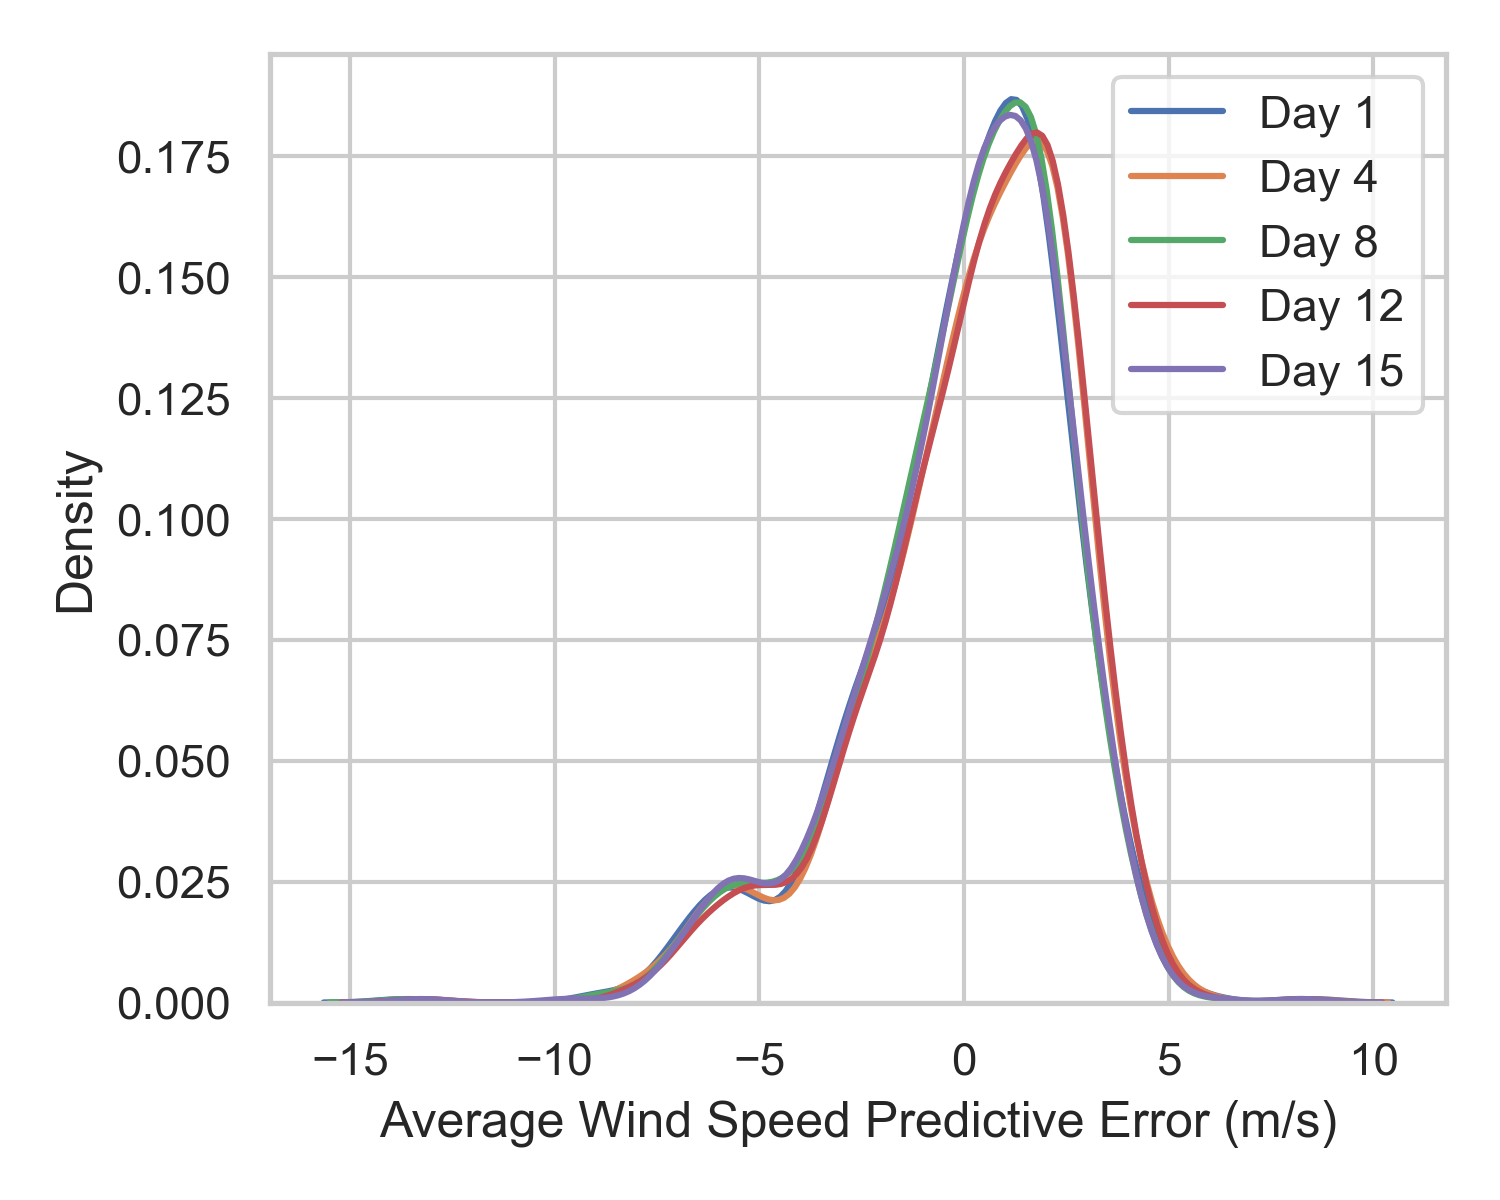 Day 1
Day 4
Day 8
Day 12
Day 15
0.175
0.150
0.125
0.100
0.075
0.050
0.025
0.000
Density
−15 −10 −5 0 5 10
Average Wind Speed Predictive Error (m/s)